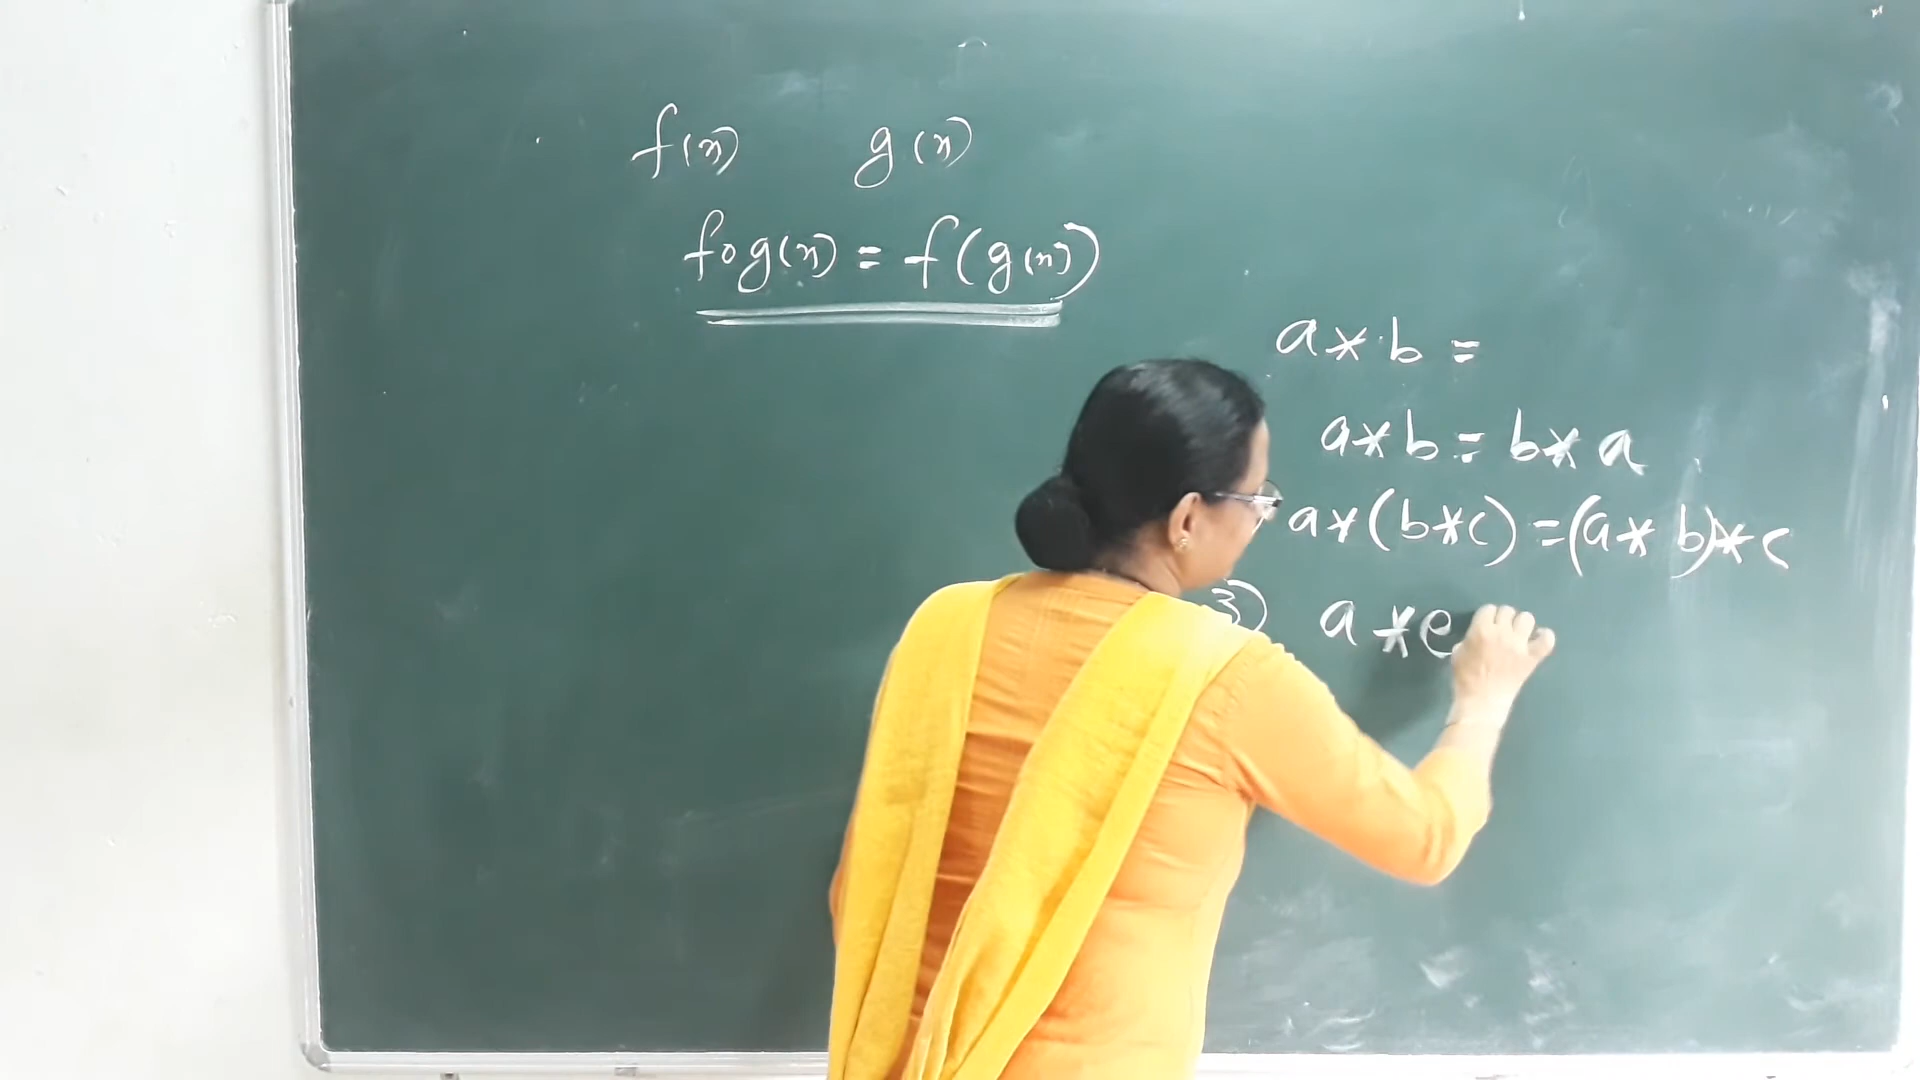 f(x) g(x)
fog(x) = f(g(x))
a * b =
a * b = b * a
a * (b * c) = (a * b) * c
3) a * e